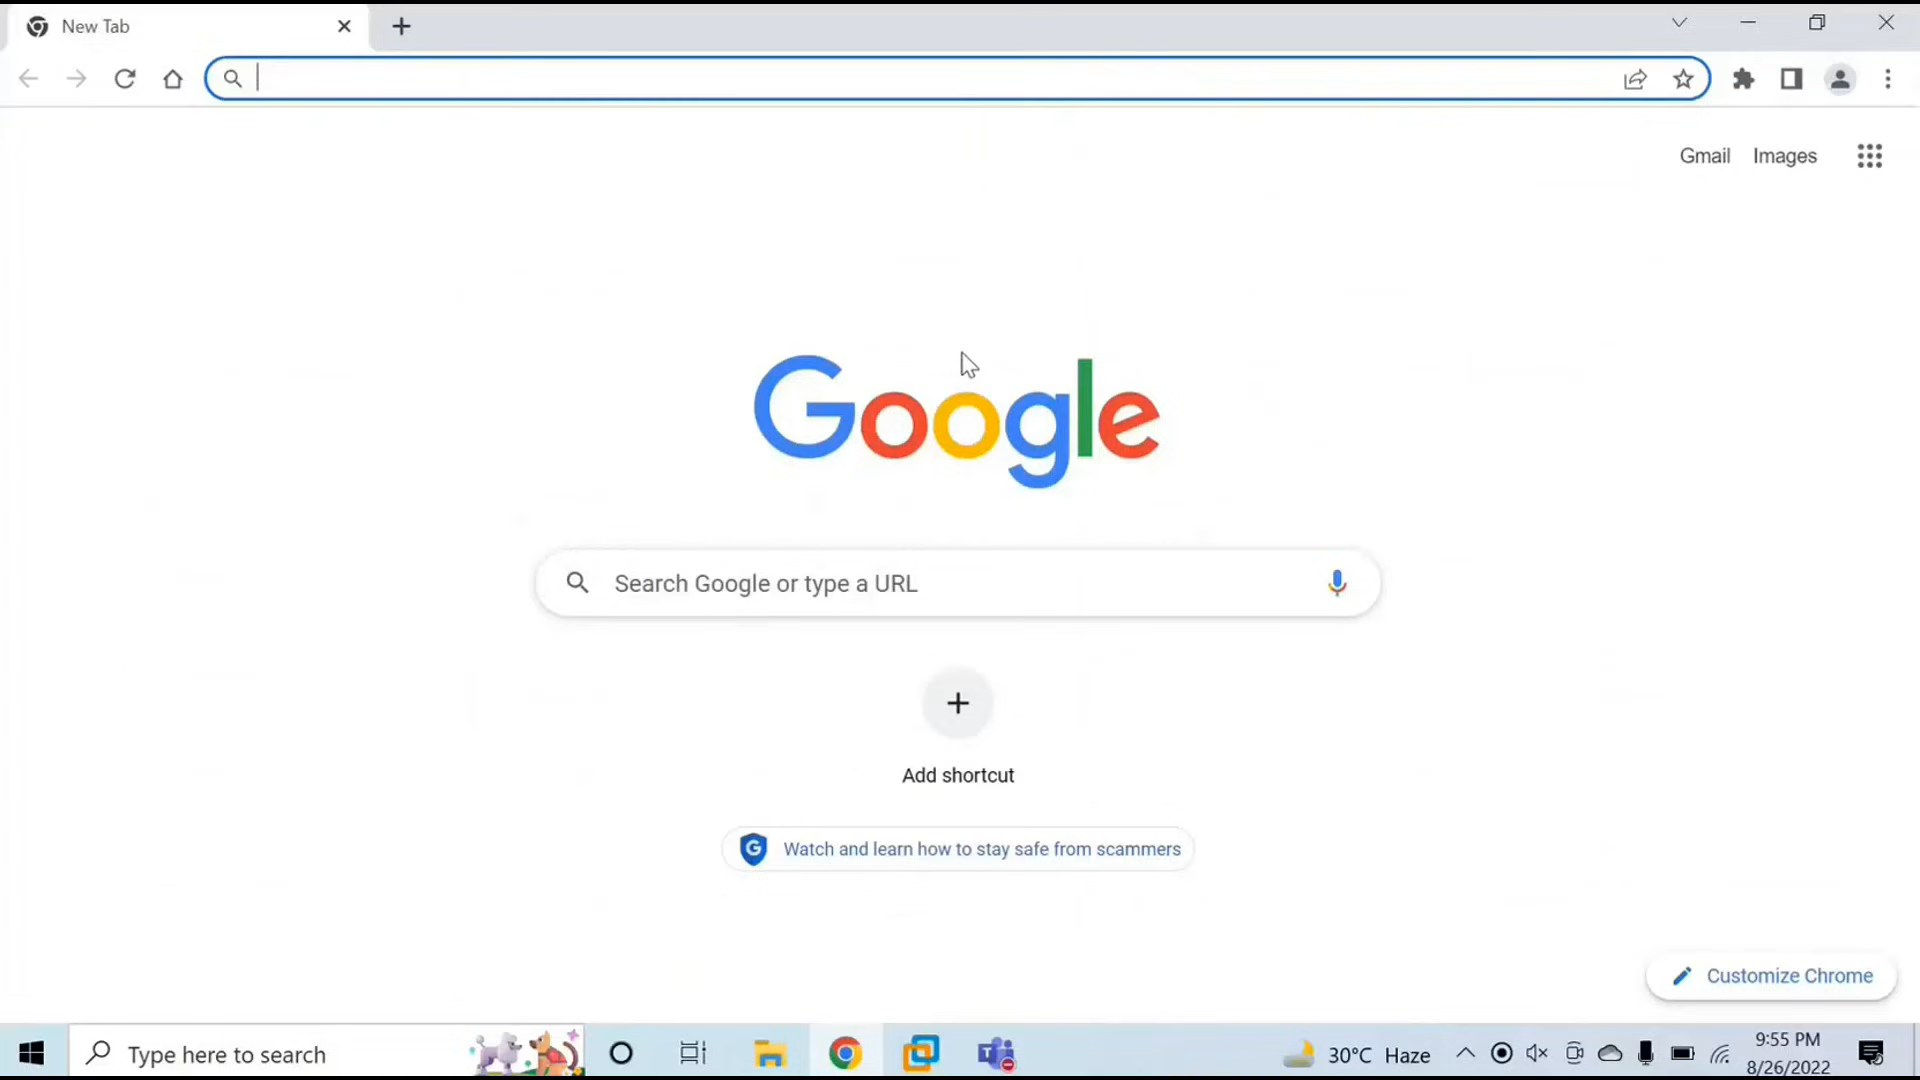 New Tab
Gmail Images
Google
Search Google or type a URL
Add shortcut
G Watch and learn how to stay safe from scammers
Customize Chrome
Type here to search
30°C Haze
9:55 PM
8/26/2022